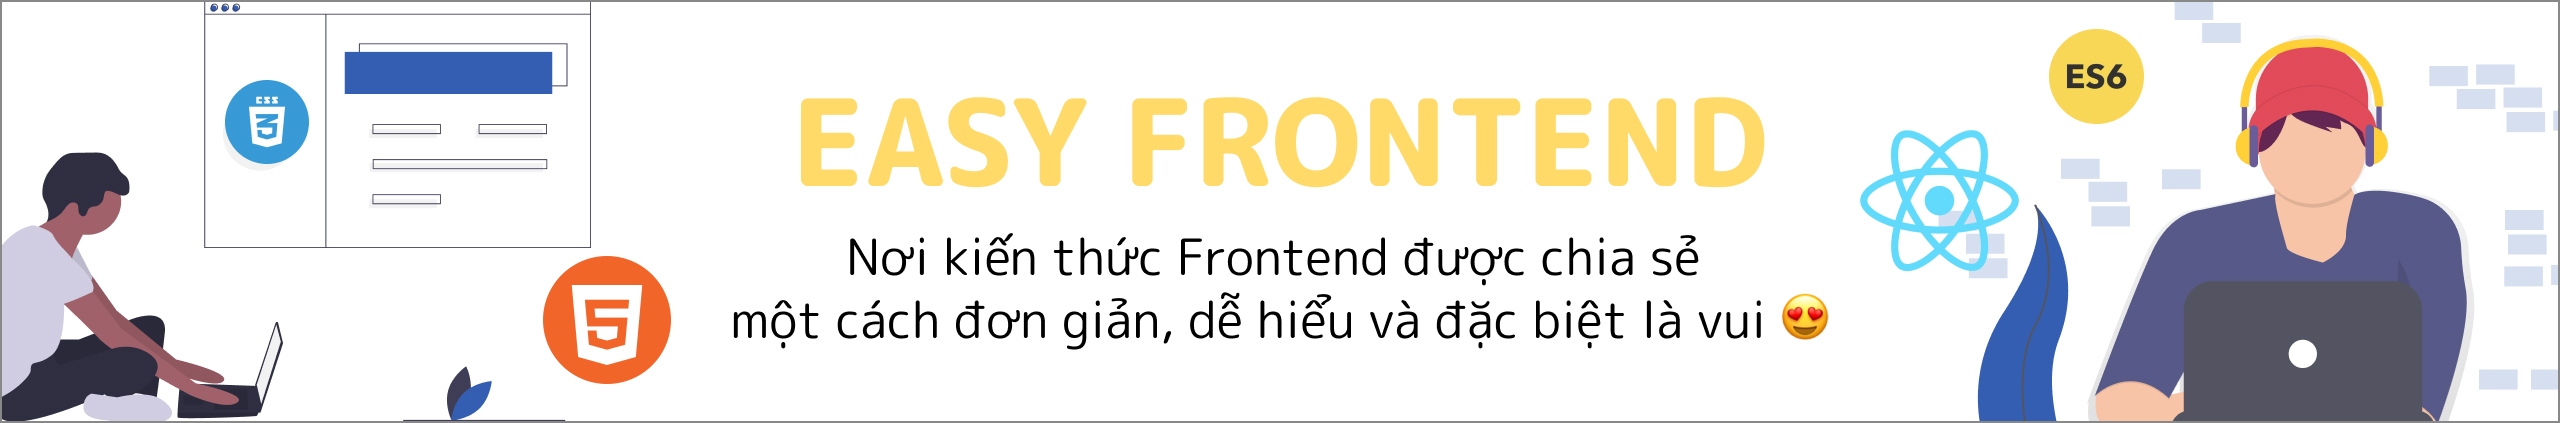 CSS
3
5
EASY FRONTEND
Nơi kiến thức Frontend được chia sẻ
một cách đơn giản, dễ hiểu và đặc biệt là vui 😍
ES6